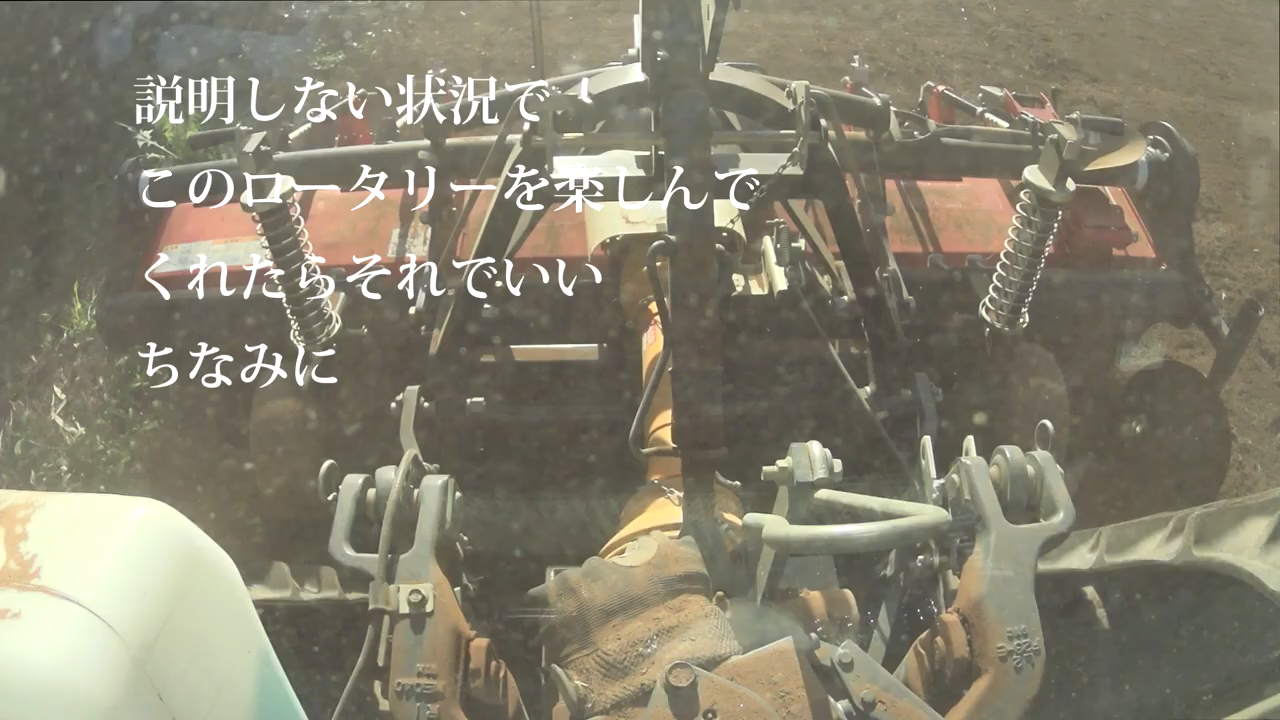 説明しない状況で
このロータリーを楽しんで
くれたらそれでいい
ちなみに